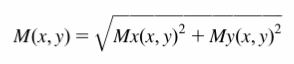 M(x, y) = √(Mx(x, y)² + My(x, y)²)